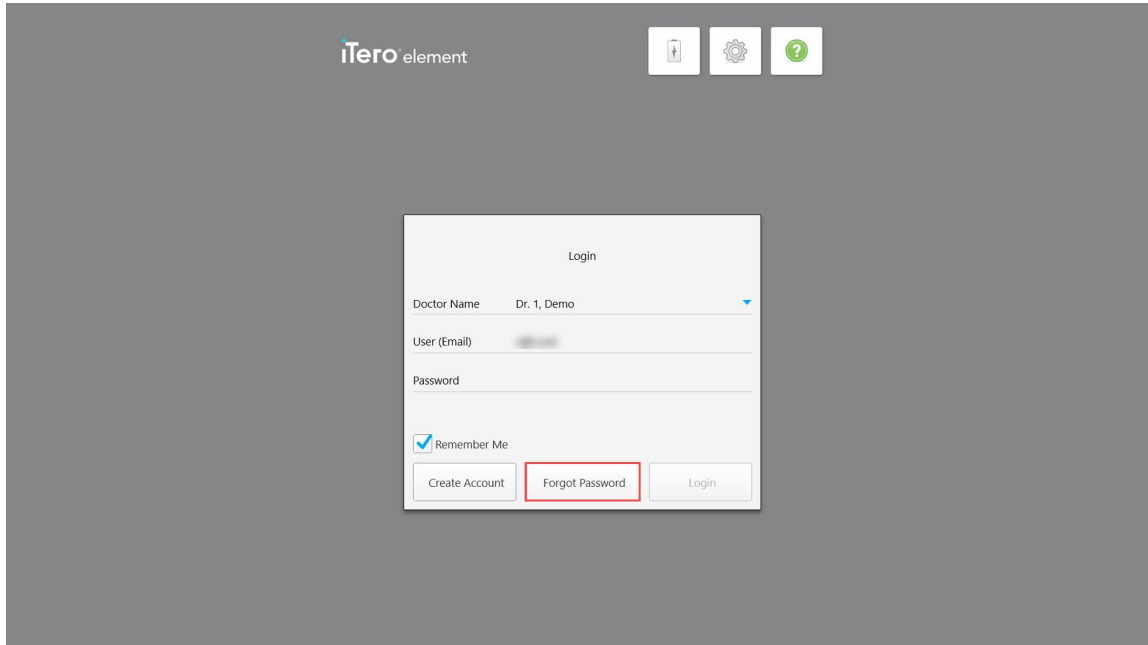 iTero element
?
Login
Doctor Name Dr. 1, Demo
User (Email)
Password
Remember Me
Create Account Forgot Password Login